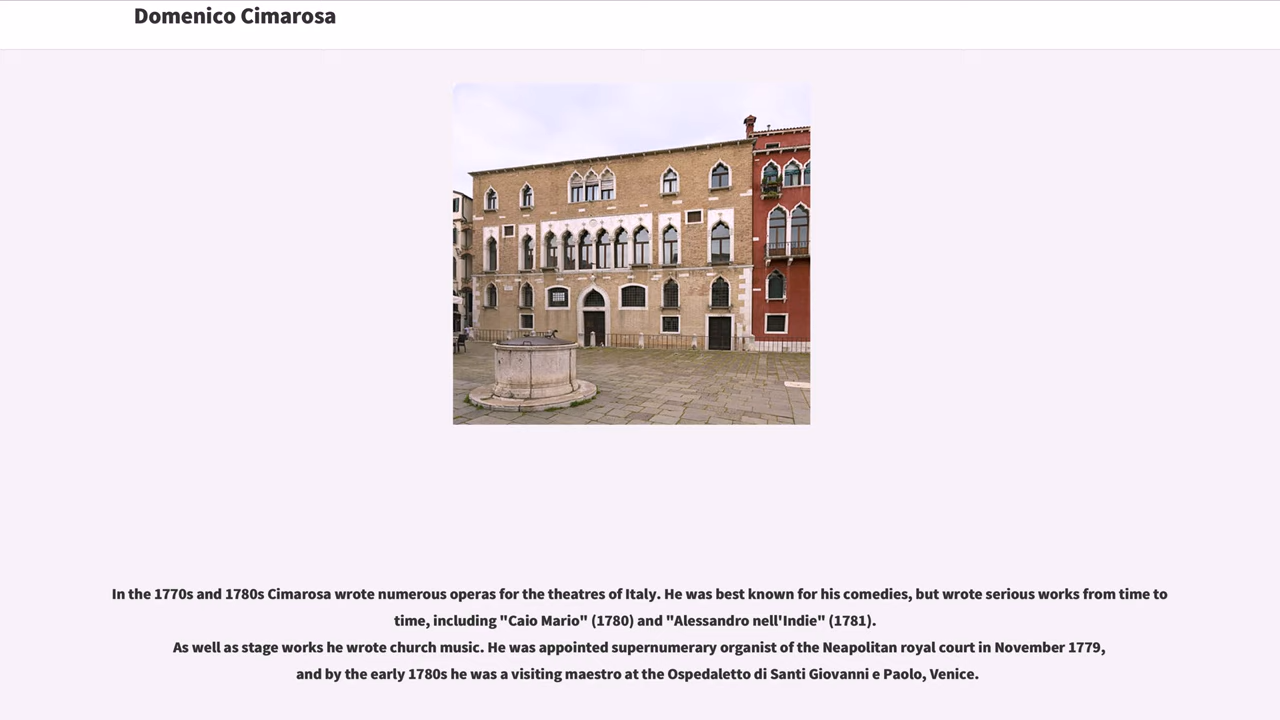 Domenico Cimarosa
In the 1770s and 1780s Cimarosa wrote numerous operas for the theatres of Italy. He was best known for his comedies, but wrote serious works from time to
time, including "Caio Mario" (1780) and "Alessandro nell'Indie" (1781).
As well as stage works he wrote church music. He was appointed supernumerary organist of the Neapolitan royal court in November 1779,
and by the early 1780s he was a visiting maestro at the Ospedaletto di Santi Giovanni e Paolo, Venice.